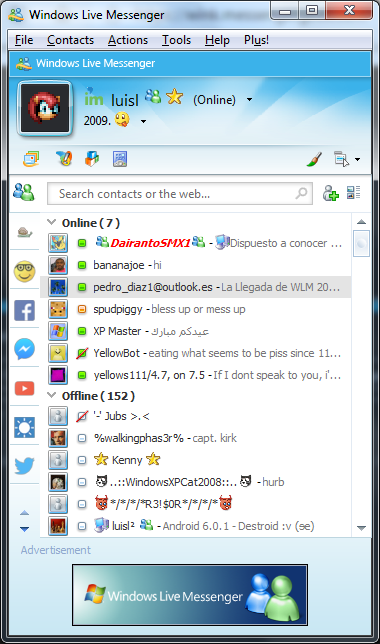 Windows Live Messenger
File Contacts Actions Tools Help Plus!
Windows Live Messenger
im luisl (Online)
2009.
Search contacts or the web...
Online ( 7 )
DairantoSMX1 - Dispuesto a conocer ...
bananajoe - hi
pedro_diaz1@outlook.es - La Llegada de WLM 20...
spudpiggy - bless up or mess up
XP Master - عيدكم مبارك
YellowBot - eating what seems to be piss since 11...
yellows111/4.7, on 7.5 - If I dont speak to you, i'...
Offline ( 152 )
'-' Jubs >.<
%walkingphas3r% - capt. kirk
Kenny
..::WindowsXPCat2008::.. - hurb
*/*/*/*R3!$0R*/*/*/*
luisl² - Android 6.0.1 - Destroid :v (ɘe)
Advertisement
Windows Live Messenger